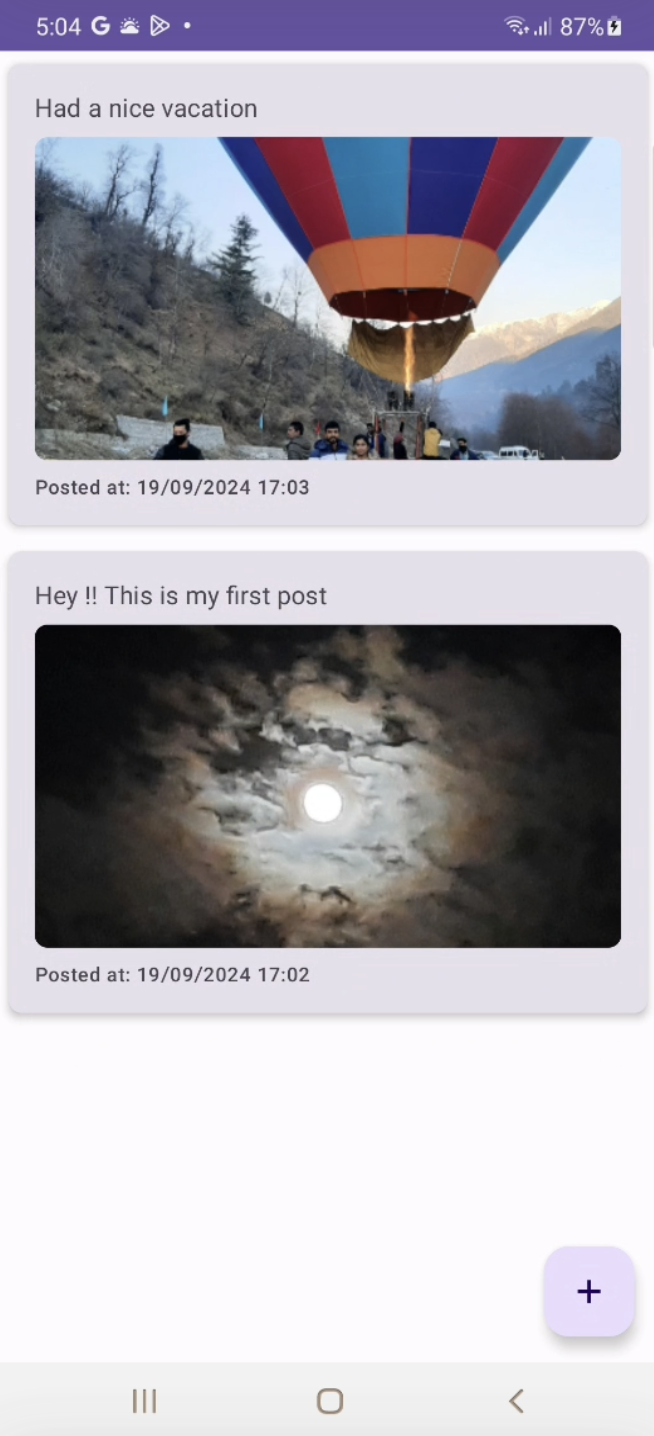 5:04 G 87%
Had a nice vacation
Posted at: 19/09/2024 17:03
Hey !! This is my first post
Posted at: 19/09/2024 17:02
+